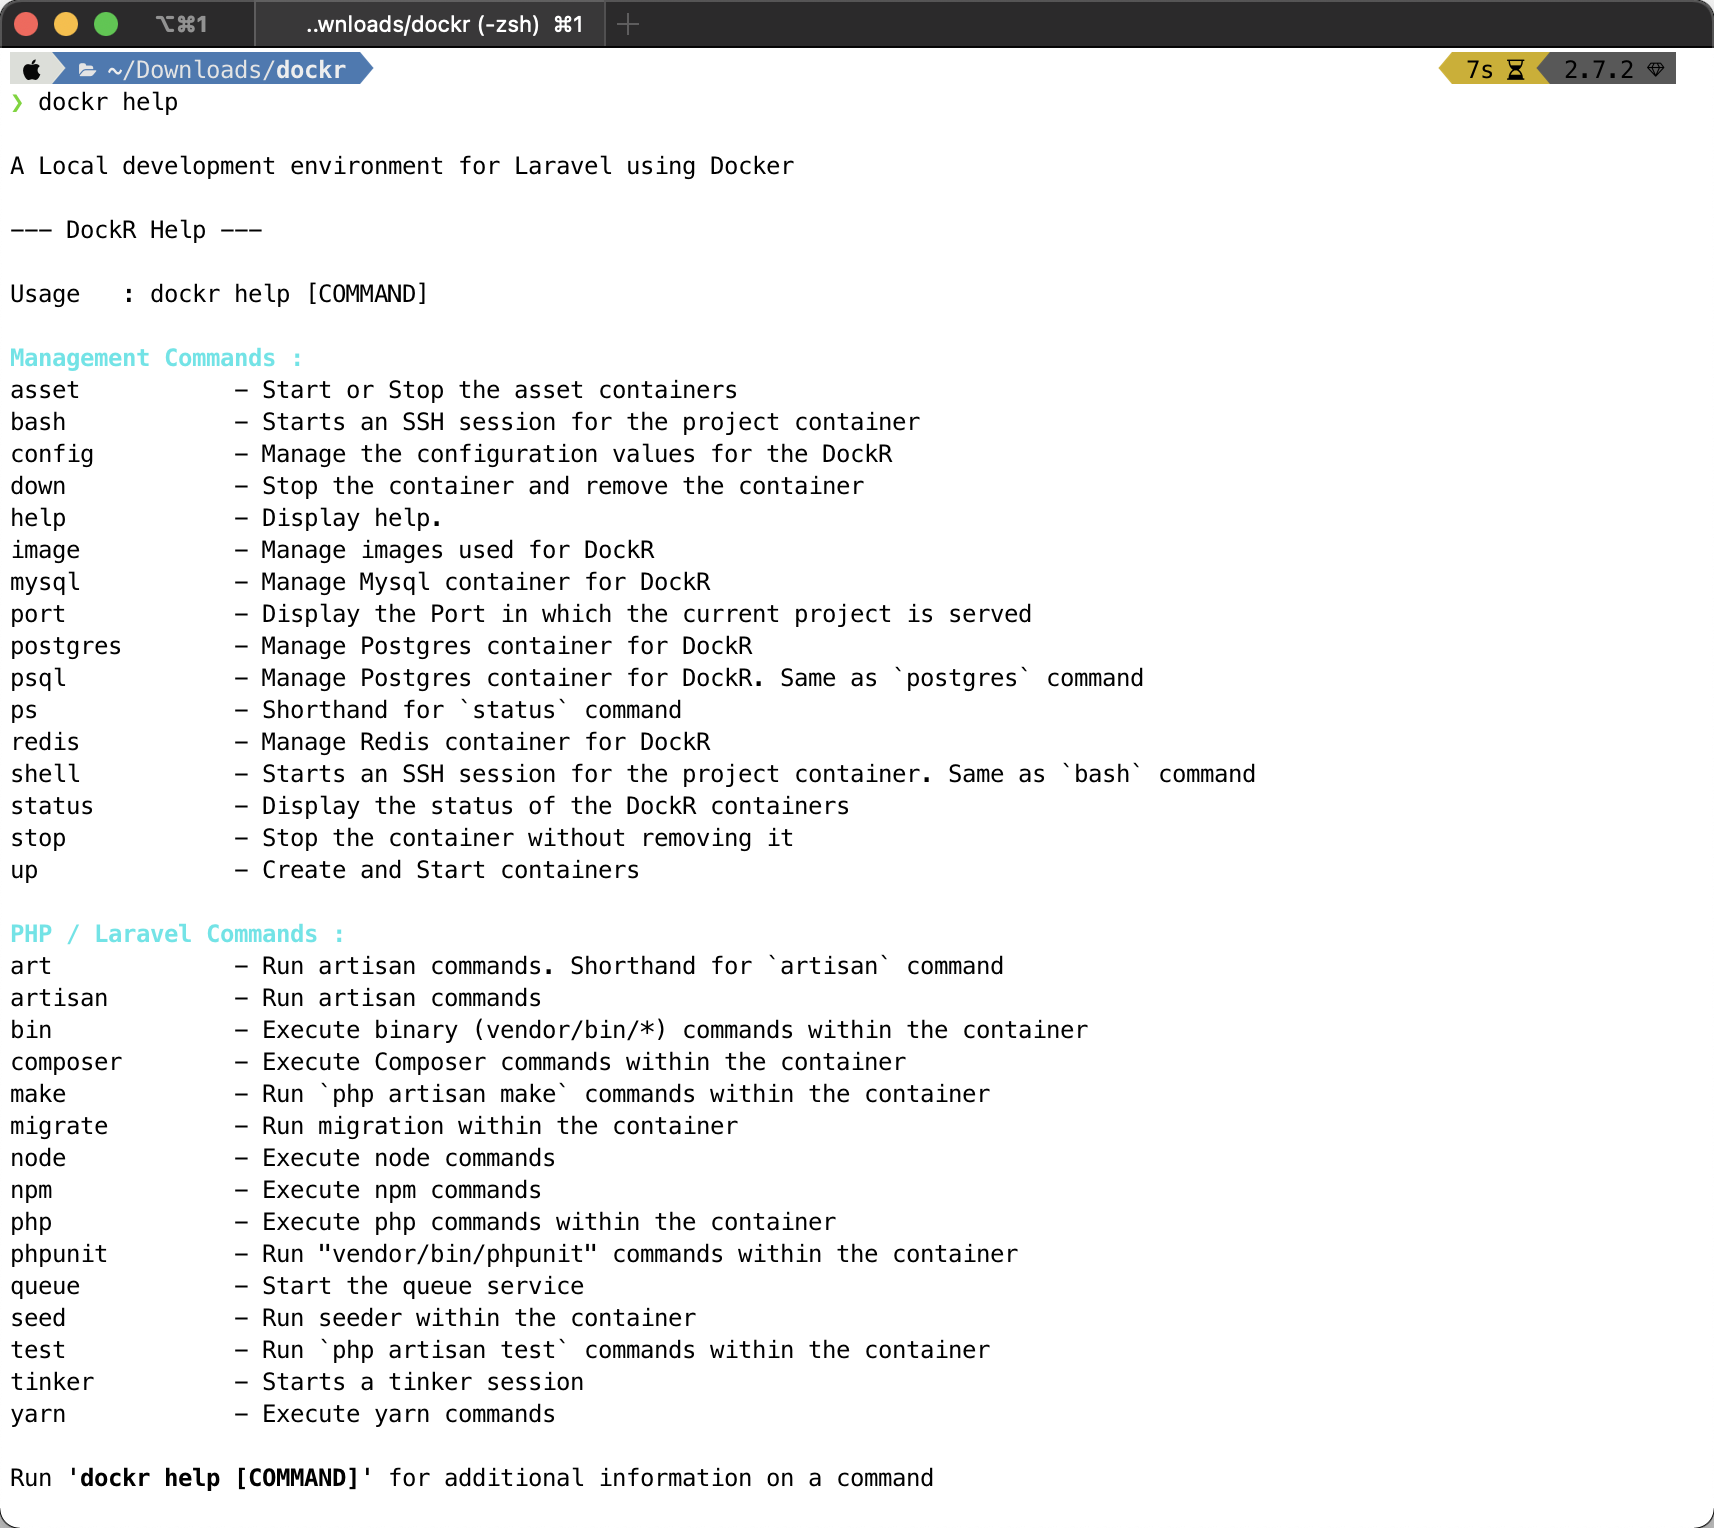 ⌥⌘1 ..wnloads/dockr (-zsh) ⌘1
~/Downloads/dockr 7s 2.7.2
❯ dockr help
A Local development environment for Laravel using Docker
--- DockR Help ---
Usage   : dockr help [COMMAND]
Management Commands :
asset           - Start or Stop the asset containers
bash            - Starts an SSH session for the project container
config          - Manage the configuration values for the DockR
down            - Stop the container and remove the container
help            - Display help.
image           - Manage images used for DockR
mysql           - Manage Mysql container for DockR
port            - Display the Port in which the current project is served
postgres        - Manage Postgres container for DockR
psql            - Manage Postgres container for DockR. Same as `postgres` command
ps              - Shorthand for `status` command
redis           - Manage Redis container for DockR
shell           - Starts an SSH session for the project container. Same as `bash` command
status          - Display the status of the DockR containers
stop            - Stop the container without removing it
up              - Create and Start containers
PHP / Laravel Commands :
art             - Run artisan commands. Shorthand for `artisan` command
artisan         - Run artisan commands
bin             - Execute binary (vendor/bin/*) commands within the container
composer        - Execute Composer commands within the container
make            - Run `php artisan make` commands within the container
migrate         - Run migration within the container
node            - Execute node commands
npm             - Execute npm commands
php             - Execute php commands within the container
phpunit         - Run "vendor/bin/phpunit" commands within the container
queue           - Start the queue service
seed            - Run seeder within the container
test            - Run `php artisan test` commands within the container
tinker          - Starts a tinker session
yarn            - Execute yarn commands
Run 'dockr help [COMMAND]' for additional information on a command